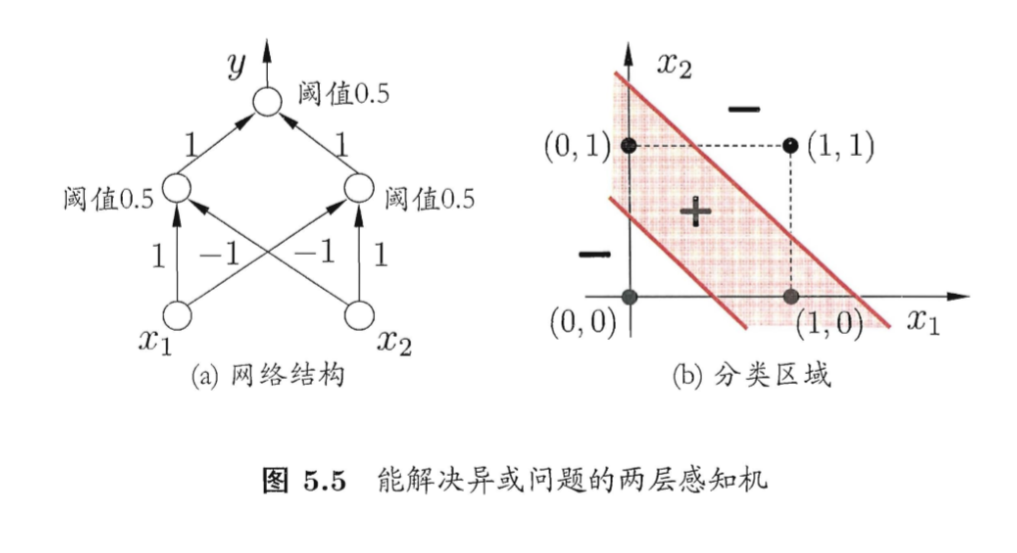 y
阈值0.5
1
1
阈值0.5
阈值0.5
1
−1
−1
1
x₁
x₂
(a) 网络结构
x₂
−
(0, 1)
(1, 1)
+
−
(0, 0)
(1, 0)
x₁
(b) 分类区域
图 5.5 能解决异或问题的两层感知机